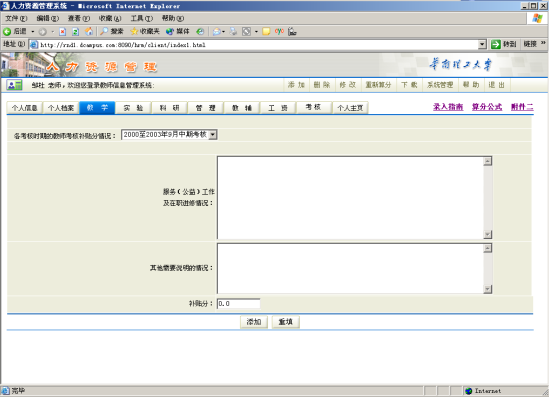 人力资源管理系统 - Microsoft Internet Explorer
文件(F) 编辑(E) 查看(V) 收藏(A) 工具(T) 帮助(H)
后退 搜索 收藏夹 媒体
地址(D) http://rnd1.dcampus.com:8090/hrm/client/index1.html 转到 链接 »
人力资源管理 华南理工大学
邹社 老师,欢迎您登录教师信息管理系统: 添加 删除 修改 重新算分 下载 系统管理 帮助 退出
个人信息 个人档案 教学 实验 科研 管理 教辅 工资 考核 个人主页 录入指南 算分公式 附件二
各考核时期的教师考核补贴分情况: 2000至2003年9月中期考核
服务(公益)工作
及在职进修情况:
其他需要说明的情况:
补贴分: 0.0
添加 重填
完毕 Internet